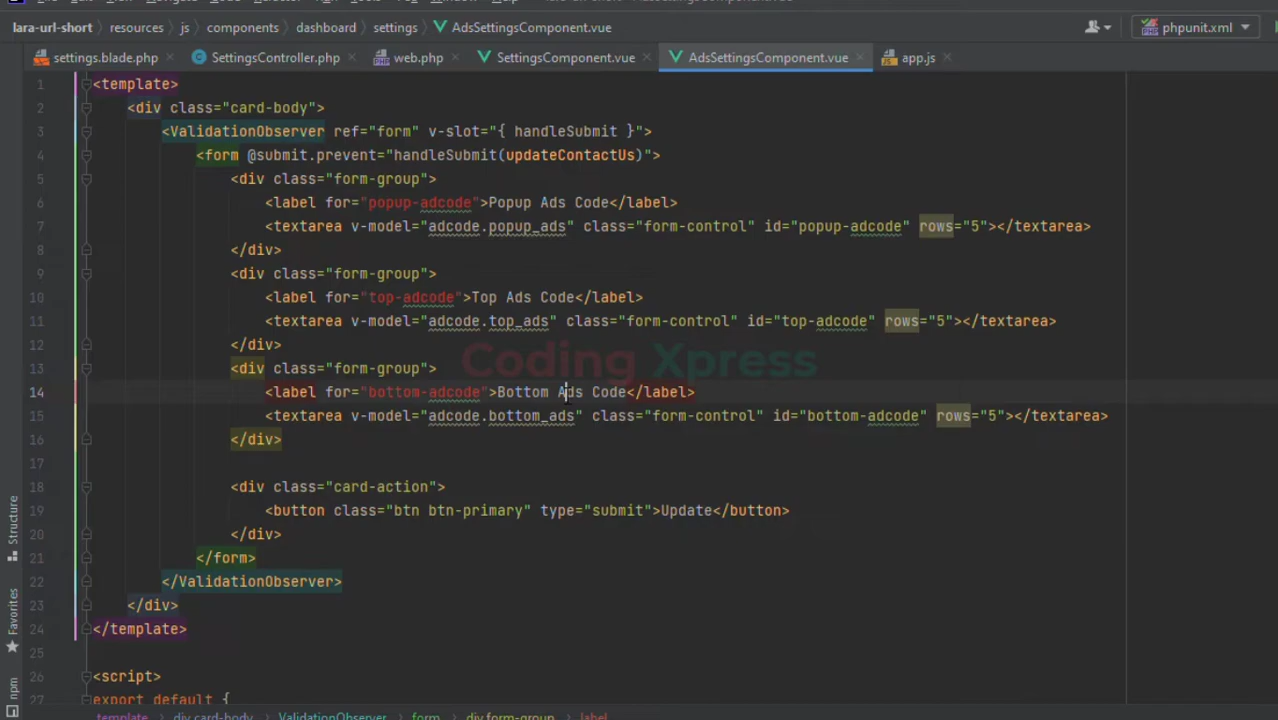 lara-url-short resources js components dashboard settings AdsSettingsComponent.vue phpunit.xml
settings.blade.php SettingsController.php web.php SettingsComponent.vue AdsSettingsComponent.vue app.js
1 <template>
2 <div class="card-body">
3 <ValidationObserver ref="form" v-slot="{ handleSubmit }">
4 <form @submit.prevent="handleSubmit(updateContactUs)">
5 <div class="form-group">
6 <label for="popup-adcode">Popup Ads Code</label>
7 <textarea v-model="adcode.popup_ads" class="form-control" id="popup-adcode" rows="5"></textarea>
8 </div>
9 <div class="form-group">
10 <label for="top-adcode">Top Ads Code</label>
11 <textarea v-model="adcode.top_ads" class="form-control" id="top-adcode" rows="5"></textarea>
12 </div>
Coding Xpress
13 <div class="form-group">
14 <label for="bottom-adcode">Bottom Ads Code</label>
15 <textarea v-model="adcode.bottom_ads" class="form-control" id="bottom-adcode" rows="5"></textarea>
16 </div>
17
18 <div class="card-action">
19 <button class="btn btn-primary" type="submit">Update</button>
20 </div>
21 </form>
22 </ValidationObserver>
23 </div>
24 </template>
25
26 <script>
27 export default {
template div.card-body ValidationObserver form div.form-group label
Structure
Favorites
npm